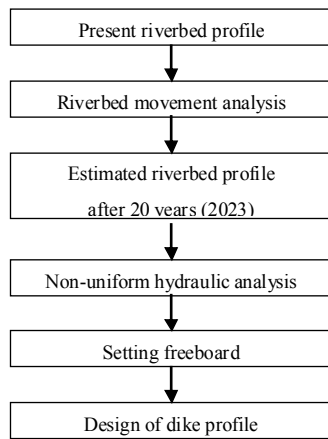 Present riverbed profile
Riverbed movement analysis
Estimated riverbed profile
after 20 years (2023)
Non-uniform hydraulic analysis
Setting freeboard
Design of dike profile